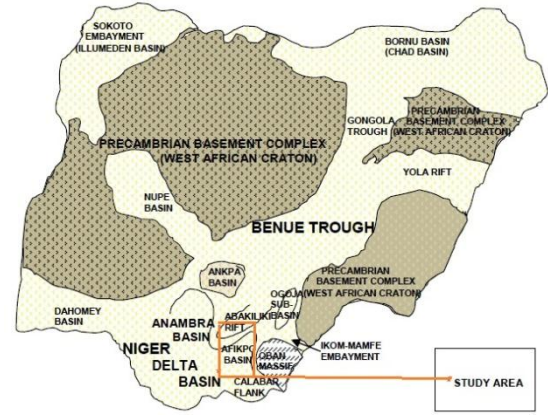 SOKOTO
EMBAYMENT
(ILLUMEDEN BASIN)
BORNU BASIN
(CHAD BASIN)
PRECAMBRIAN
BASEMENT COMPLEX
(WEST AFRICAN CRATON)
GONGOLA
TROUGH
PRECAMBRIAN BASEMENT COMPLEX
(WEST AFRICAN CRATON)
YOLA RIFT
NUPE
BASIN
BENUE TROUGH
ANKPA
BASIN
PRECAMBRIAN
BASEMENT COMPLEX
(WEST AFRICAN CRATON)
OGOJA
SUB-
BASIN
DAHOMEY
BASIN
ANAMBRA
BASIN
ABAKILIKI
RIFT
IKOM-MAMFE
EMBAYMENT
AFIKPO
BASIN
OBAN
MASSIF
NIGER
DELTA
BASIN
CALABAR
FLANK
STUDY AREA